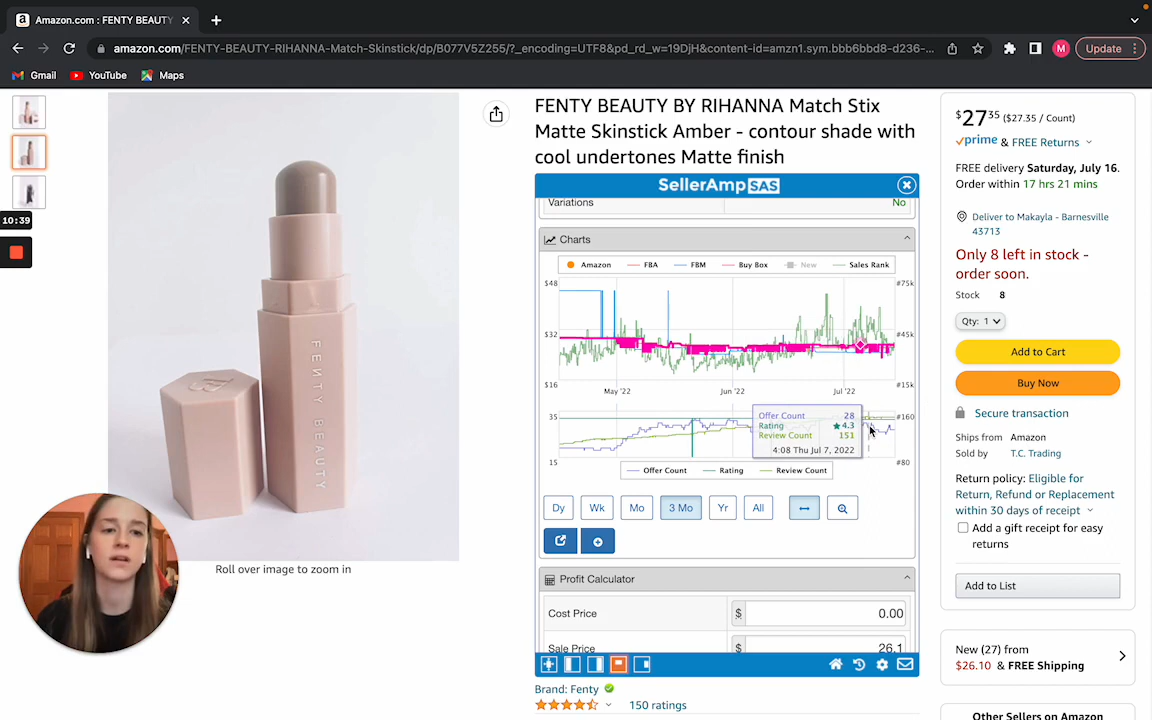 Amazon.com : FENTY BEAUTY
amazon.com/FENTY-BEAUTY-RIHANNA-Match-Skinstick/dp/B077V5Z255/?_encoding=UTF8&pd_rd_w=19DjH&content-id=amzn1.sym.bbb6bbd8-d236-...
M
Update
Gmail
YouTube
Maps
10:39
FENTY BEAUTY
Roll over image to zoom in
FENTY BEAUTY BY RIHANNA Match Stix
Matte Skinstick Amber - contour shade with
cool undertones Matte finish
SellerAmp SAS
Variations No
Charts
Amazon FBA FBM Buy Box New Sales Rank
$48 #75k
$32 #45k
$16 #15k
May '22 Jun '22 Jul '22
35 #160
Offer Count 28
Rating ★ 4.3
Review Count 151
4:08 Thu Jul 7, 2022
15 #80
Offer Count Rating Review Count
Dy Wk Mo 3 Mo Yr All
Profit Calculator
Cost Price $ 0.00
Sale Price $ 26.1
Brand: Fenty
150 ratings
$27 35 ($27.35 / Count)
prime & FREE Returns
FREE delivery Saturday, July 16.
Order within 17 hrs 21 mins
Deliver to Makayla - Barnesville
43713
Only 8 left in stock -
order soon.
Stock 8
Qty: 1
Add to Cart
Buy Now
Secure transaction
Ships from Amazon
Sold by T.C. Trading
Return policy: Eligible for
Return, Refund or Replacement
within 30 days of receipt
Add a gift receipt for easy
returns
Add to List
New (27) from
$26.10 & FREE Shipping
Other Sellers on Amazon